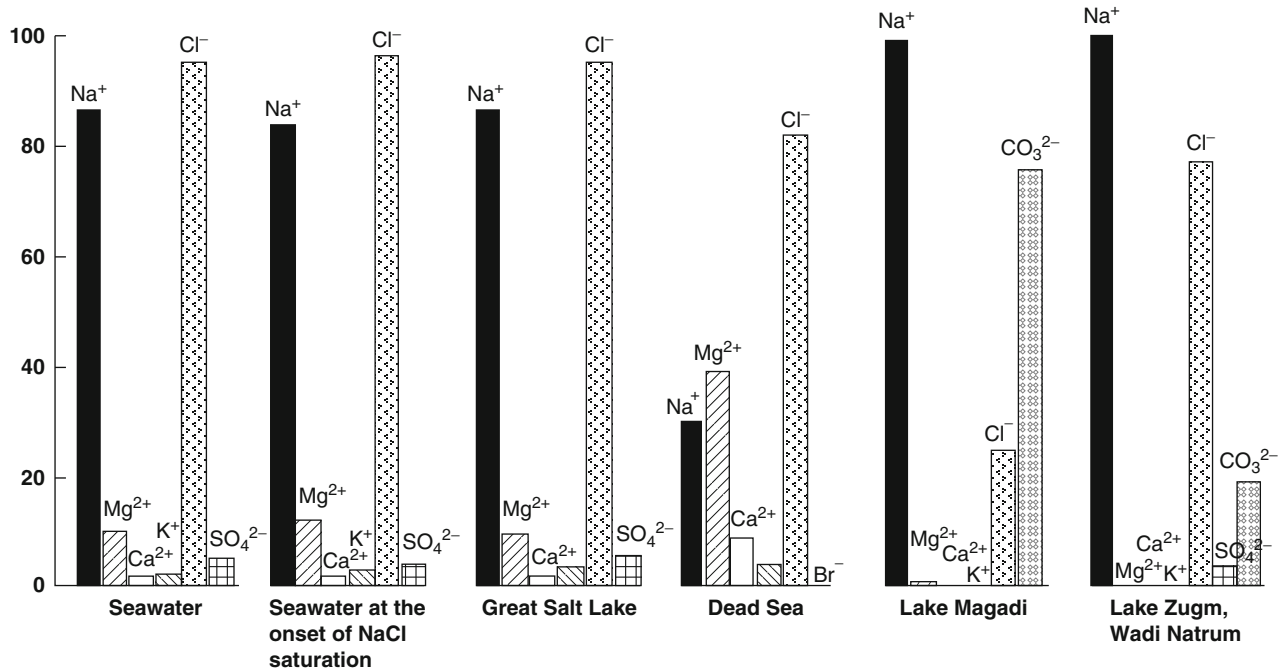 100
80
60
40
20
0
Na⁺
Mg²⁺
Ca²⁺
K⁺
Cl⁻
SO₄²⁻
Seawater
Na⁺
Mg²⁺
Ca²⁺
K⁺
Cl⁻
SO₄²⁻
Seawater at the
onset of NaCl
saturation
Na⁺
Mg²⁺
Ca²⁺
Cl⁻
SO₄²⁻
Great Salt Lake
Na⁺
Mg²⁺
Ca²⁺
Cl⁻
Br⁻
Dead Sea
Na⁺
Mg²⁺
Ca²⁺
K⁺
Cl⁻
CO₃²⁻
Lake Magadi
Na⁺
Mg²⁺
Ca²⁺
K⁺
Cl⁻
SO₄²⁻
CO₃²⁻
Lake Zugm,
Wadi Natrum